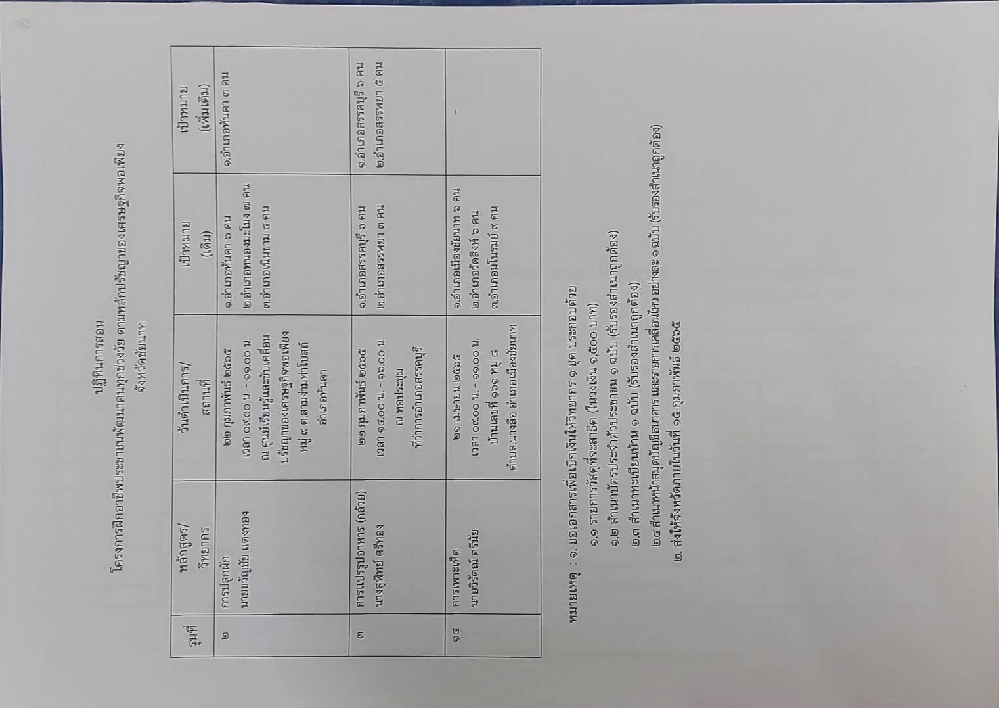 ปฏิทินการสอน
โครงการฝึกอาชีพประชาชนพัฒนาคนทุกช่วงวัย ตามหลักปรัชญาของเศรษฐกิจพอเพียง
จังหวัดชัยนาท
รุ่นที่
หลักสูตร/
วิทยากร
วันดำเนินการ/
สถานที่
เป้าหมาย
(เดิม)
เป้าหมาย
(เพิ่มเติม)
๒
การปลูกผัก
นายขวัญชัย แตงทอง
๒๒ กุมภาพันธ์ ๒๕๖๕
เวลา ๐๙.๐๐ น. - ๑๑.๐๐ น.
ณ ศูนย์เรียนรู้และขับเคลื่อน
ปรัชญาของเศรษฐกิจพอเพียง
หมู่ ๙ ต.สามง่ามท่าโบสถ์
อำเภอหันคา
๑.อำเภอหันคา ๖ คน
๒.อำเภอหนองมะโมง ๗ คน
๓.อำเภอเนินขาม ๔ คน
๑.อำเภอหันคา ๓ คน
๓
การแปรรูปอาหาร (กล้วย)
นางสุพิทย์ ศรีทอง
๒๒ กุมภาพันธ์ ๒๕๖๕
เวลา ๑๔.๐๐ น. - ๑๖.๐๐ น.
ณ หอประชุม
ที่ว่าการอำเภอสรรคบุรี
๑.อำเภอสรรคบุรี ๖ คน
๒.อำเภอสรรพยา ๓ คน
๑.อำเภอสรรคบุรี ๖ คน
๒.อำเภอสรรพยา ๕ คน
๑๔
การเพาะเห็ด
นายวิรัตณ์ ตรีนัย
๒๑ เมษายน ๒๕๖๕
เวลา ๐๙.๐๐ น. - ๑๑.๐๐ น.
บ้านเลขที่ ๑๖๑ หมู่ ๘
ตำบล.นางลือ อำเภอเมืองชัยนาท
๑.อำเภอเมืองชัยนาท ๖ คน
๒.อำเภอวัดสิงห์ ๖ คน
๓.อำเภอมโนรมย์ ๙ คน
-
หมายเหตุ : ๑. ขอเอกสารเพื่อเบิกเงินให้วิทยากร ๑ ชุด ประกอบด้วย
๑.๑ รายการวัสดุที่จะสาธิต (ในวงเงิน ๑,๕๐๐ บาท)
๑.๒ สำเนาบัตรประจำตัวประชาชน ๑ ฉบับ (รับรองสำเนาถูกต้อง)
๒.๓ สำเนาทะเบียนบ้าน ๑ ฉบับ (รับรองสำเนาถูกต้อง)
๒.๔ สำเนาหน้าสมุดบัญชีธนาคาร และรายการเคลื่อนไหว อย่างละ ๑ ฉบับ (รับรองสำเนาถูกต้อง)
๒. ส่งให้จังหวัดภายในวันที่ ๑๕ กุมภาพันธ์ ๒๕๖๕